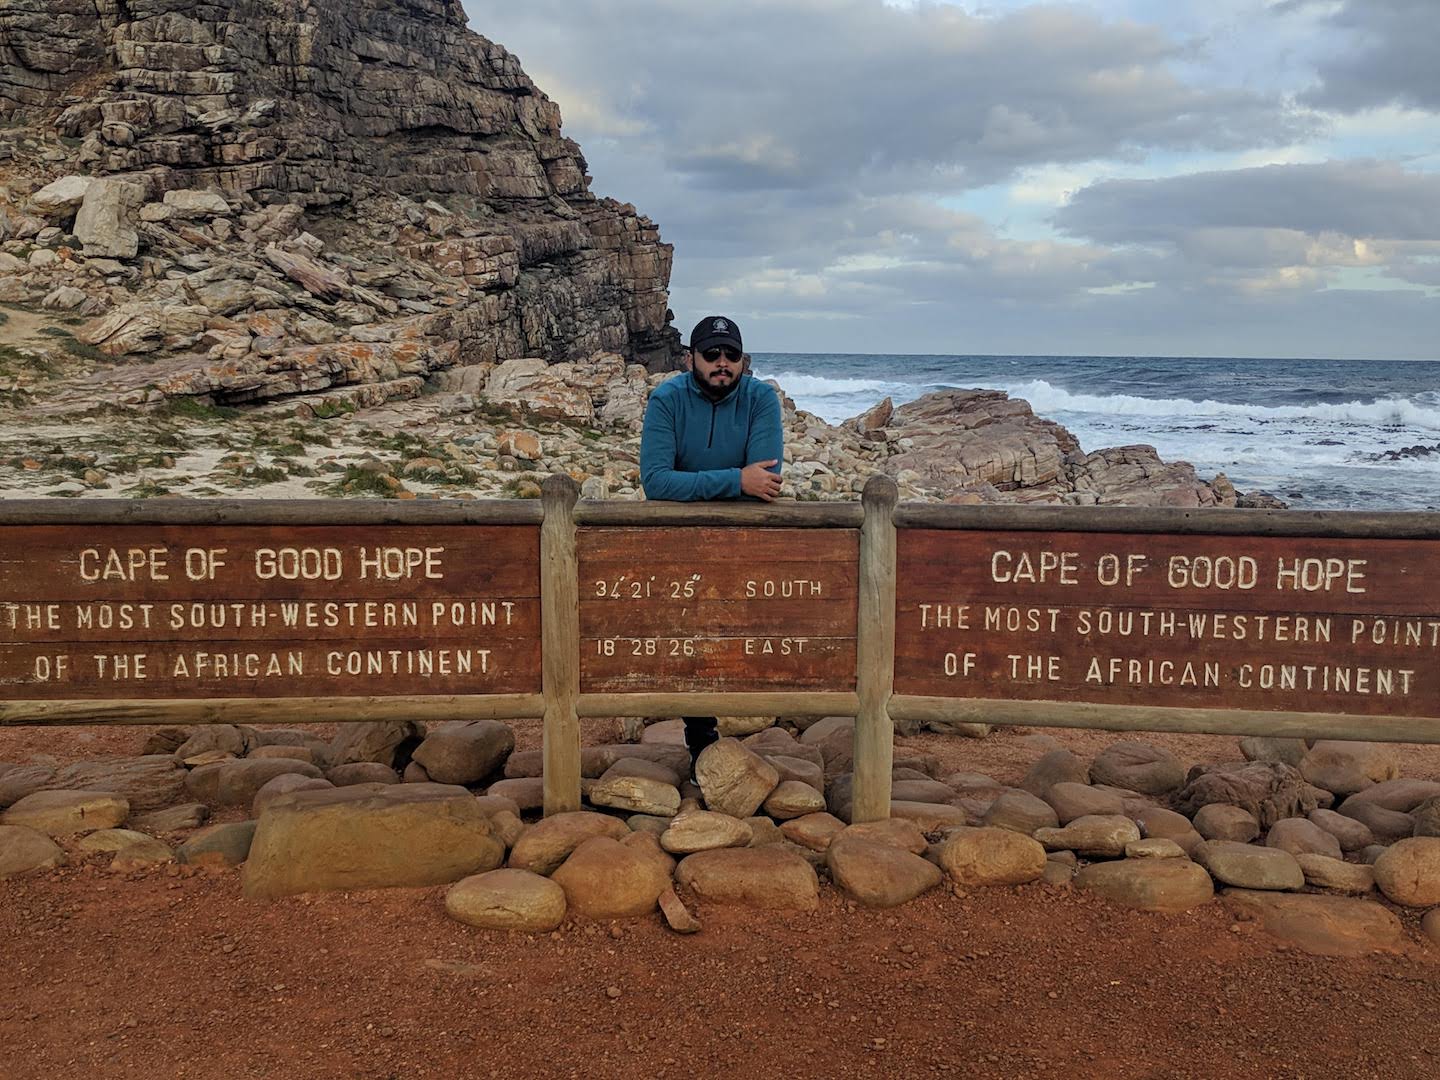 CAPE OF GOOD HOPE
THE MOST SOUTH-WESTERN POINT
OF THE AFRICAN CONTINENT
34° 21' 25" SOUTH
18° 28' 26" EAST
CAPE OF GOOD HOPE
THE MOST SOUTH-WESTERN POINT
OF THE AFRICAN CONTINENT